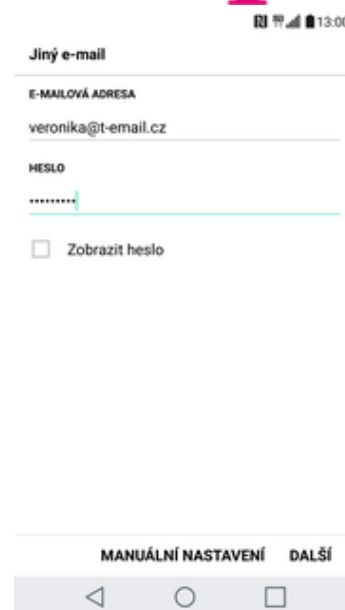 13:00
Jiný e-mail
E-MAILOVÁ ADRESA
veronika@t-email.cz
HESLO
•••••••••
Zobrazit heslo
MANUÁLNÍ NASTAVENÍ DALŠÍ